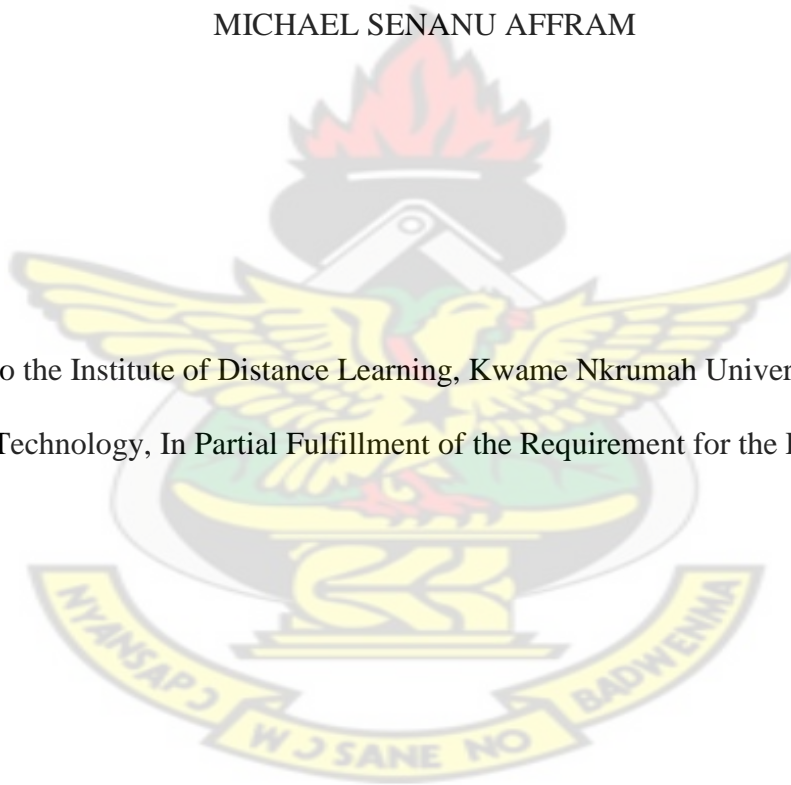 MICHAEL SENANU AFFRAM
o the Institute of Distance Learning, Kwame Nkrumah Univer
Technology, In Partial Fulfillment of the Requirement for the
NYANSAPƆ WƆ SANE NO BADWENMA